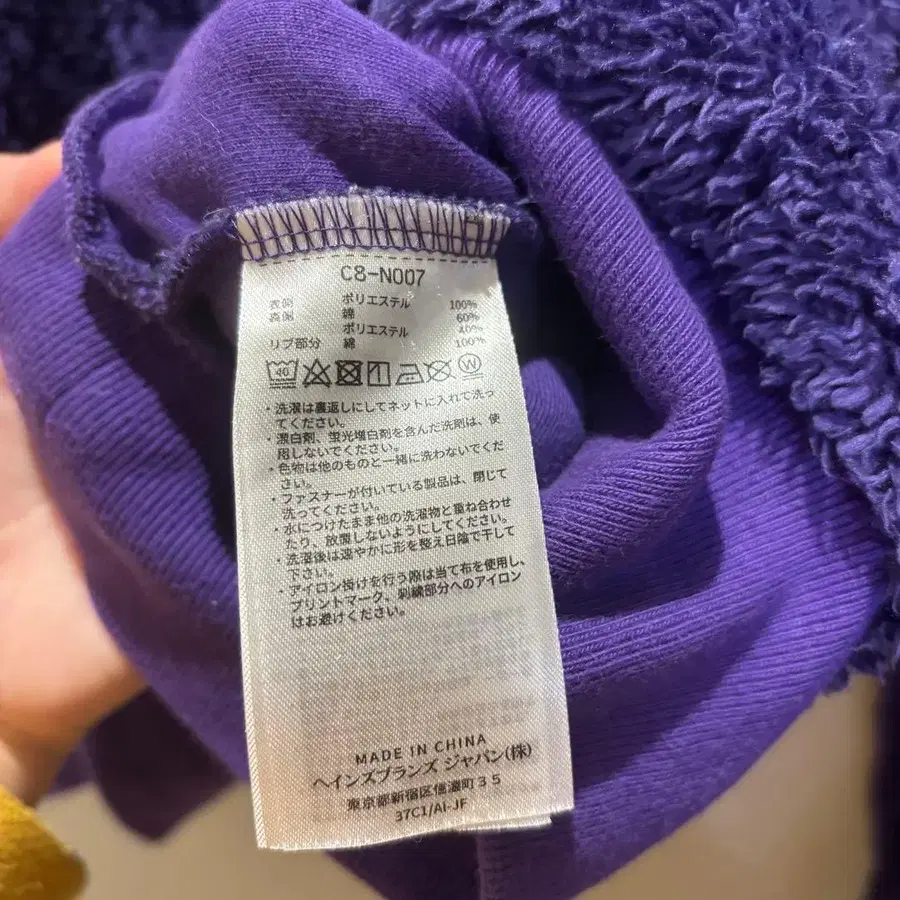 C8-N007
表側 ポリエステル 100%
裏側 綿 60%
ポリエステル 40%
リブ部分 綿 100%
40 W
・洗濯は裏返しにしてネットに入れて洗っ
てください。
・漂白剤、蛍光増白剤を含んだ洗剤は、使
用しないでください。
・色物は他のものと一緒に洗わないでくだ
さい。
・ファスナーが付いている製品は、閉じて
洗ってください。
・水につけたまま他の洗濯物と重ね合わせ
たり、放置しないようにしてください。
・洗濯後は速やかに形を整え日陰で干して
下さい。
・アイロン掛けを行う際は当て布を使用し、
プリントマーク、刺繍部分へのアイロン
はお避けください。
MADE IN CHINA
ヘインズブランズ ジャパン(株)
東京都新宿区信濃町35
37C1/AI-JF